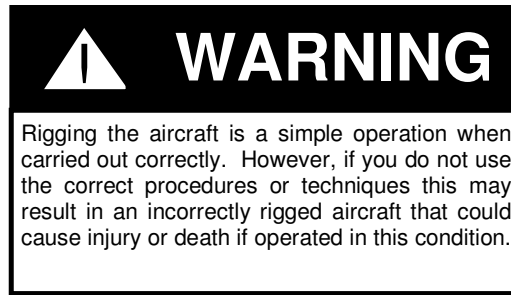 WARNING
Rigging the aircraft is a simple operation when
carried out correctly. However, if you do not use
the correct procedures or techniques this may
result in an incorrectly rigged aircraft that could
cause injury or death if operated in this condition.